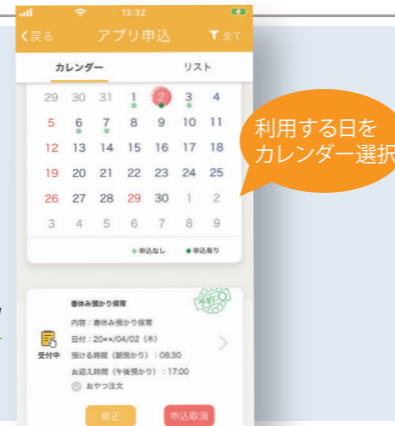 13:32
戻る
アプリ申込
全て
カレンダー
リスト
29 30 31 1 2 3 4
5 6 7 8 9 10 11
12 13 14 15 16 17 18
19 20 21 22 23 24 25
26 27 28 29 30 1 2
3 4 5 6 7 8 9
申込なし
申込有り
利用する日を
カレンダー選択
春休み預かり保育
内容：春休み預かり保育
日付：20××/04/02（木）
預ける時間（朝預かり）：08:30
お迎え時間（午後預かり）：17:00
おやつ注文
受付中
修正
申込取消